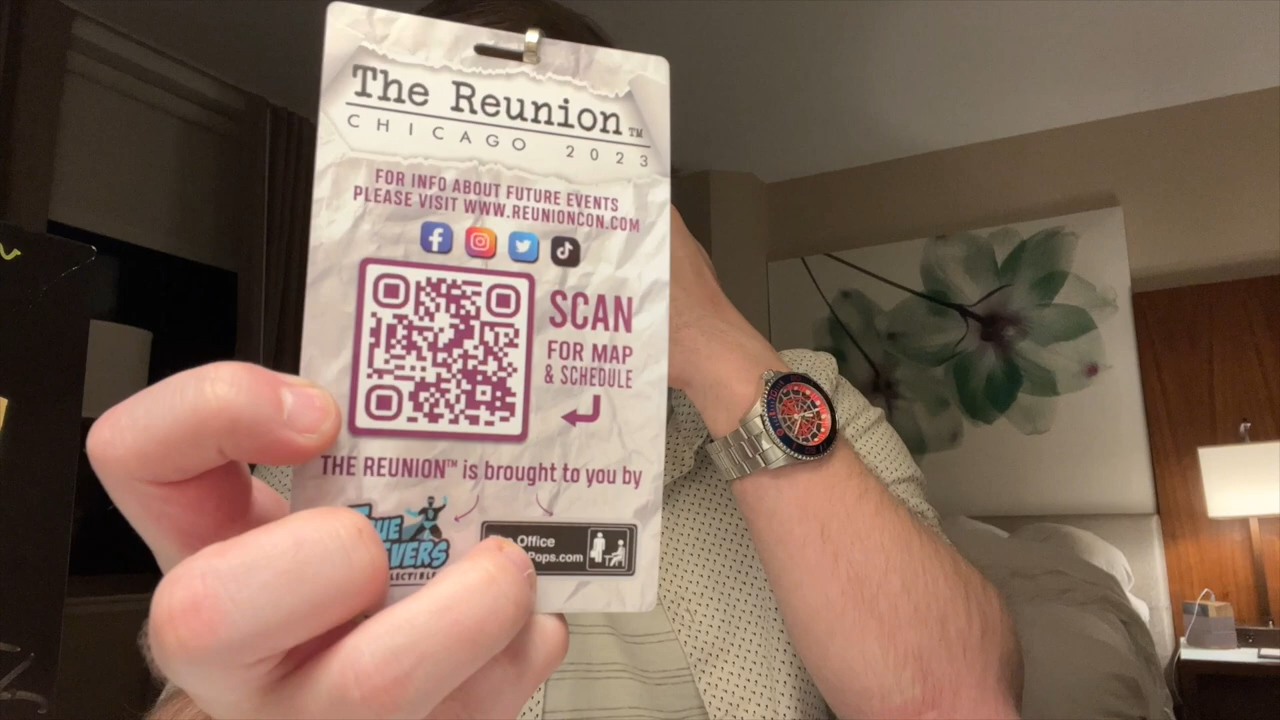 The Reunion™
CHICAGO 2023
FOR INFO ABOUT FUTURE EVENTS
PLEASE VISIT WWW.REUNIONCON.COM
SCAN
FOR MAP
& SCHEDULE
THE REUNION™ is brought to you by
Office
Pops.com